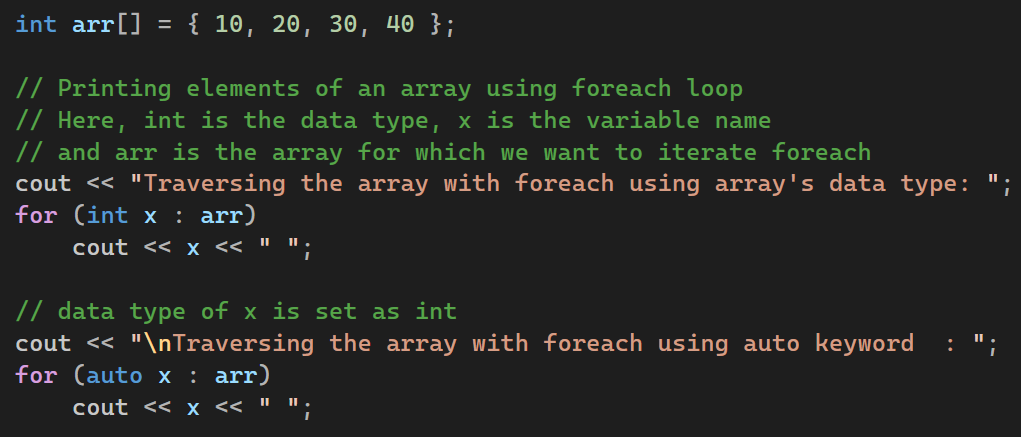 int arr[] = { 10, 20, 30, 40 };
// Printing elements of an array using foreach loop
// Here, int is the data type, x is the variable name
// and arr is the array for which we want to iterate foreach
cout << "Traversing the array with foreach using array's data type: ";
for (int x : arr)
    cout << x << " ";
// data type of x is set as int
cout << "\nTraversing the array with foreach using auto keyword  : ";
for (auto x : arr)
    cout << x << " ";